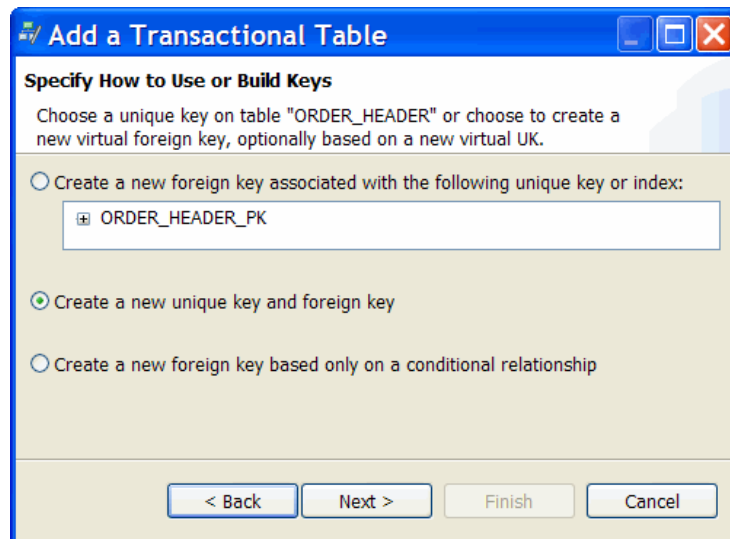 Add a Transactional Table
Specify How to Use or Build Keys
Choose a unique key on table "ORDER_HEADER" or choose to create a
new virtual foreign key, optionally based on a new virtual UK.
Create a new foreign key associated with the following unique key or index:
ORDER_HEADER_PK
Create a new unique key and foreign key
Create a new foreign key based only on a conditional relationship
< Back Next > Finish Cancel